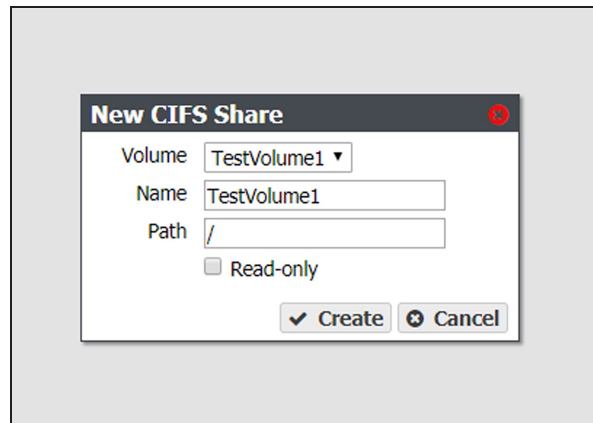 New CIFS Share
Volume TestVolume1
Name TestVolume1
Path /
Read-only
Create Cancel